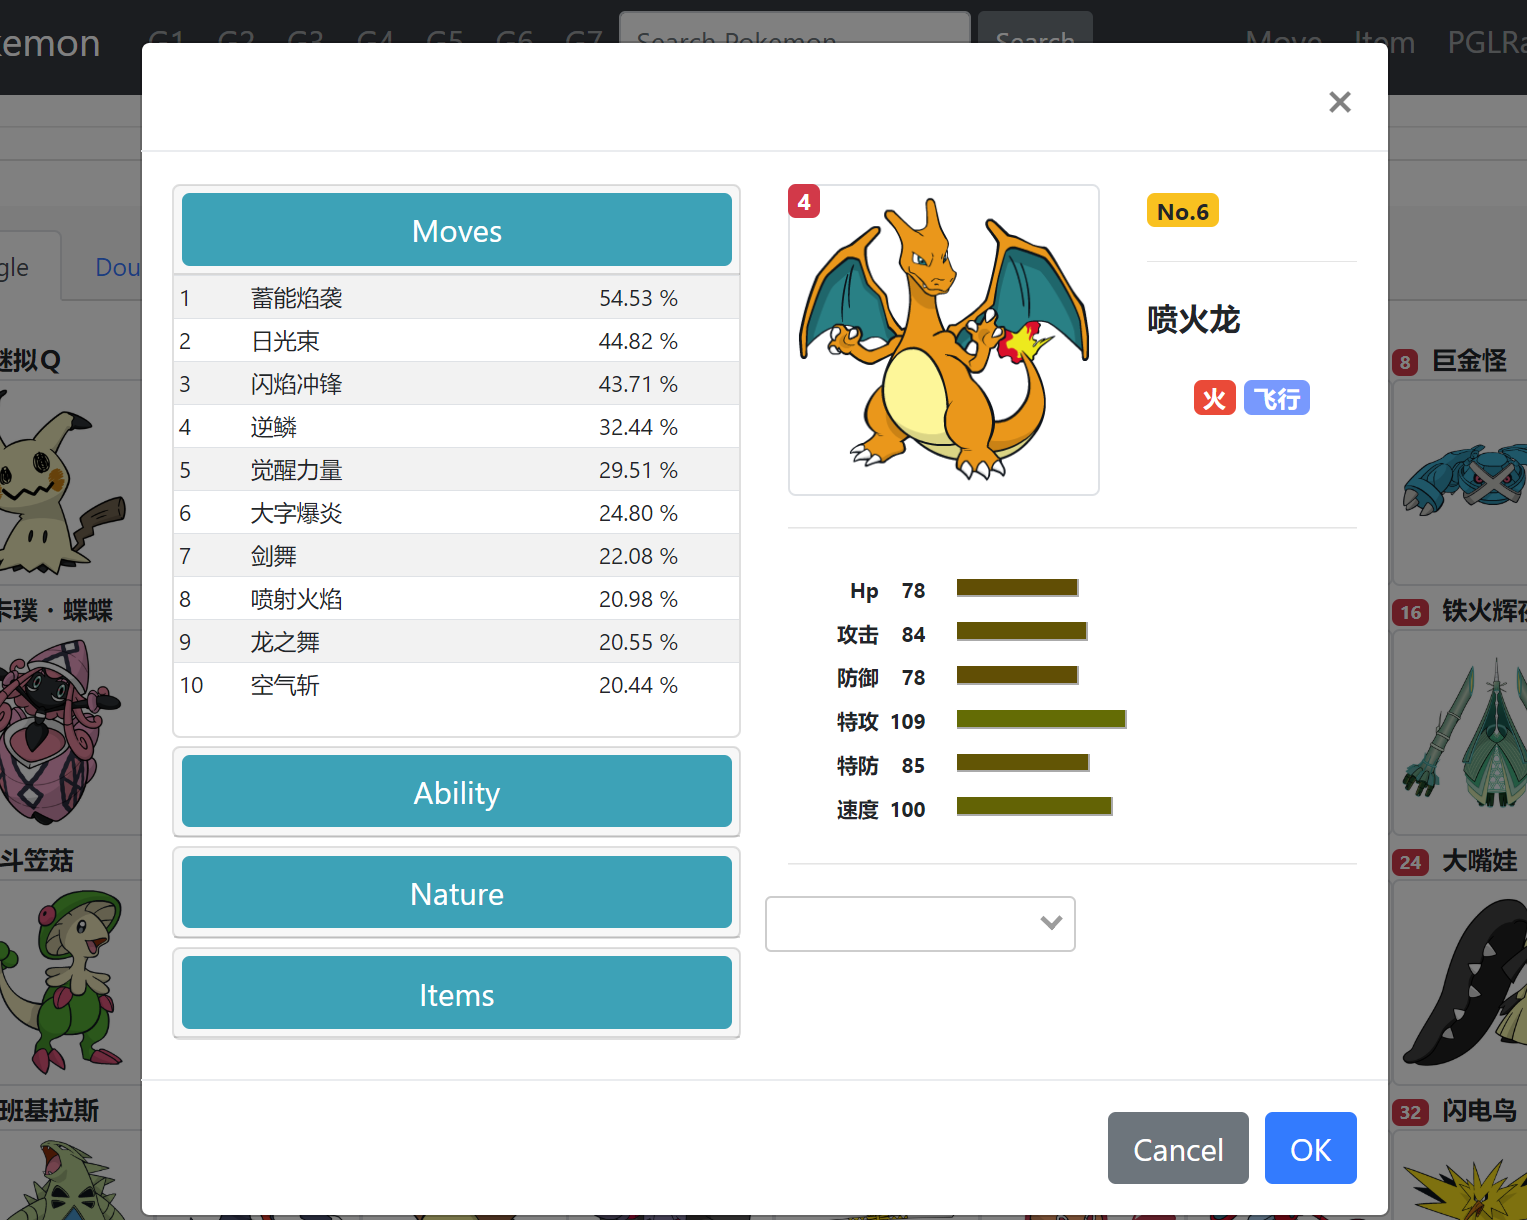 emon G1 G2 G3 G4 G5 G6 G7 Search Pokemon Search Move Item PGLRa
×
gle Dou
Moves
1 蓄能焰袭 54.53 %
2 日光束 44.82 %
3 闪焰冲锋 43.71 %
4 逆鳞 32.44 %
5 觉醒力量 29.51 %
6 大字爆炎 24.80 %
7 剑舞 22.08 %
8 喷射火焰 20.98 %
9 龙之舞 20.55 %
10 空气斩 20.44 %
Ability
Nature
Items
4
No.6
喷火龙
火 飞行
Hp 78
攻击 84
防御 78
特攻 109
特防 85
速度 100
Cancel OK
谜拟Q
卡璞・蝶蝶
斗笠菇
班基拉斯
8 巨金怪
16 铁火辉夜
24 大嘴娃
32 闪电鸟